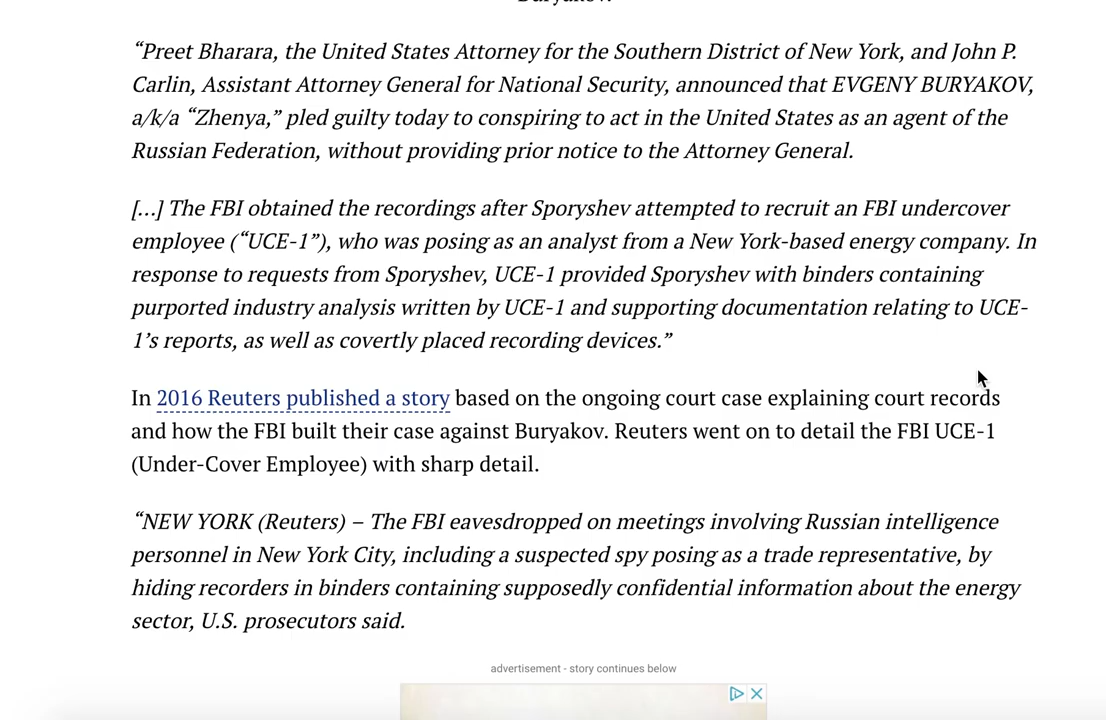 “Preet Bharara, the United States Attorney for the Southern District of New York, and John P.
Carlin, Assistant Attorney General for National Security, announced that EVGENY BURYAKOV,
a/k/a “Zhenya,” pled guilty today to conspiring to act in the United States as an agent of the
Russian Federation, without providing prior notice to the Attorney General.
[…] The FBI obtained the recordings after Sporyshev attempted to recruit an FBI undercover
employee (“UCE-1”), who was posing as an analyst from a New York-based energy company. In
response to requests from Sporyshev, UCE-1 provided Sporyshev with binders containing
purported industry analysis written by UCE-1 and supporting documentation relating to UCE-
1’s reports, as well as covertly placed recording devices.”
In 2016 Reuters published a story based on the ongoing court case explaining court records
and how the FBI built their case against Buryakov. Reuters went on to detail the FBI UCE-1
(Under-Cover Employee) with sharp detail.
“NEW YORK (Reuters) – The FBI eavesdropped on meetings involving Russian intelligence
personnel in New York City, including a suspected spy posing as a trade representative, by
hiding recorders in binders containing supposedly confidential information about the energy
sector, U.S. prosecutors said.
advertisement - story continues below